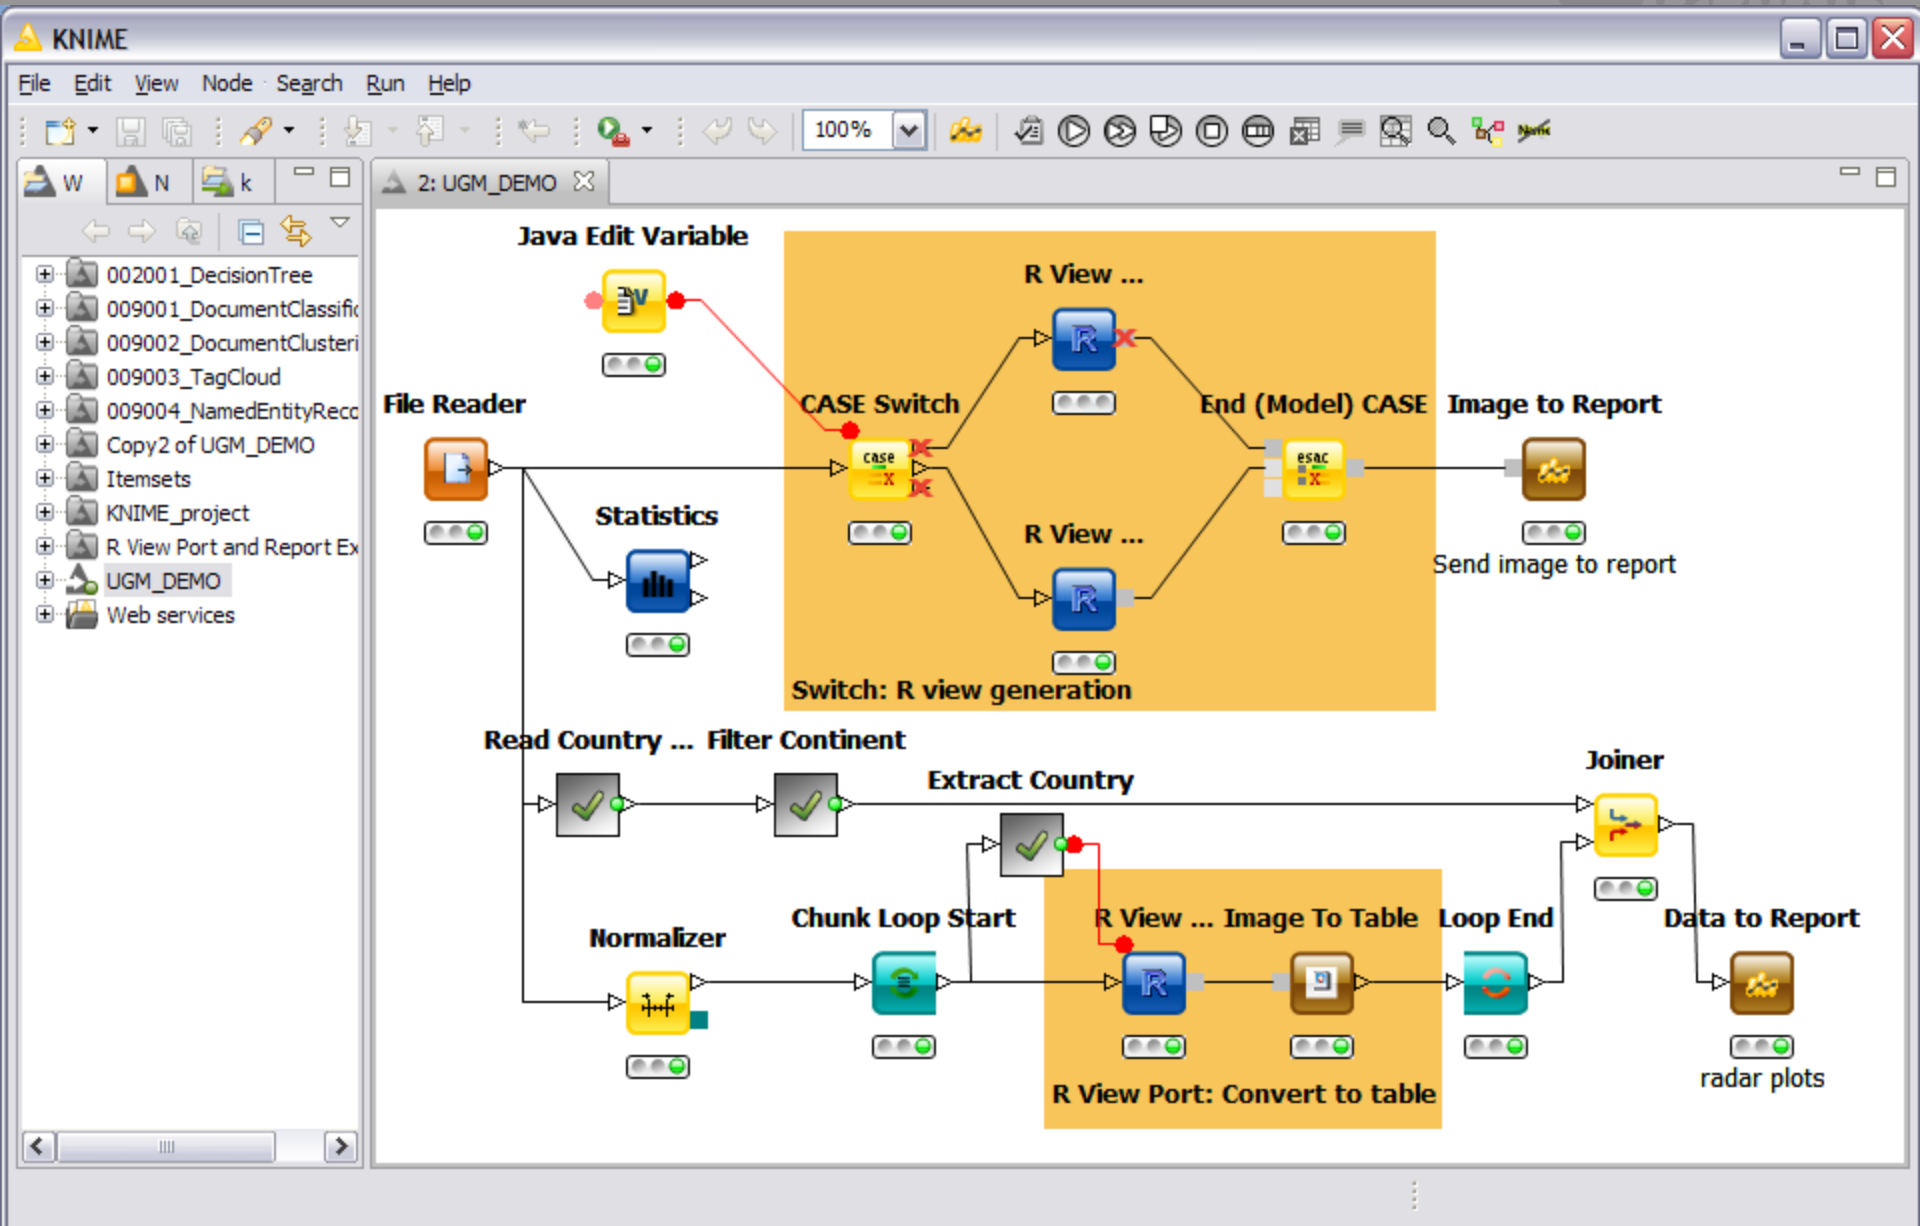 KNIME
File Edit View Node Search Run Help
100%
W N k
2: UGM_DEMO
002001_DecisionTree
009001_DocumentClassific
009002_DocumentClusteri
009003_TagCloud
009004_NamedEntityReco
Copy2 of UGM_DEMO
Itemsets
KNIME_project
R View Port and Report Ex
UGM_DEMO
Web services
Java Edit Variable
V
R View ...
R
File Reader
CASE Switch
End (Model) CASE
Image to Report
case
esac
Send image to report
Statistics
R View ...
R
Switch: R view generation
Read Country ...
Filter Continent
Extract Country
Joiner
Normalizer
Chunk Loop Start
R View ...
Image To Table
Loop End
Data to Report
R
R View Port: Convert to table
radar plots